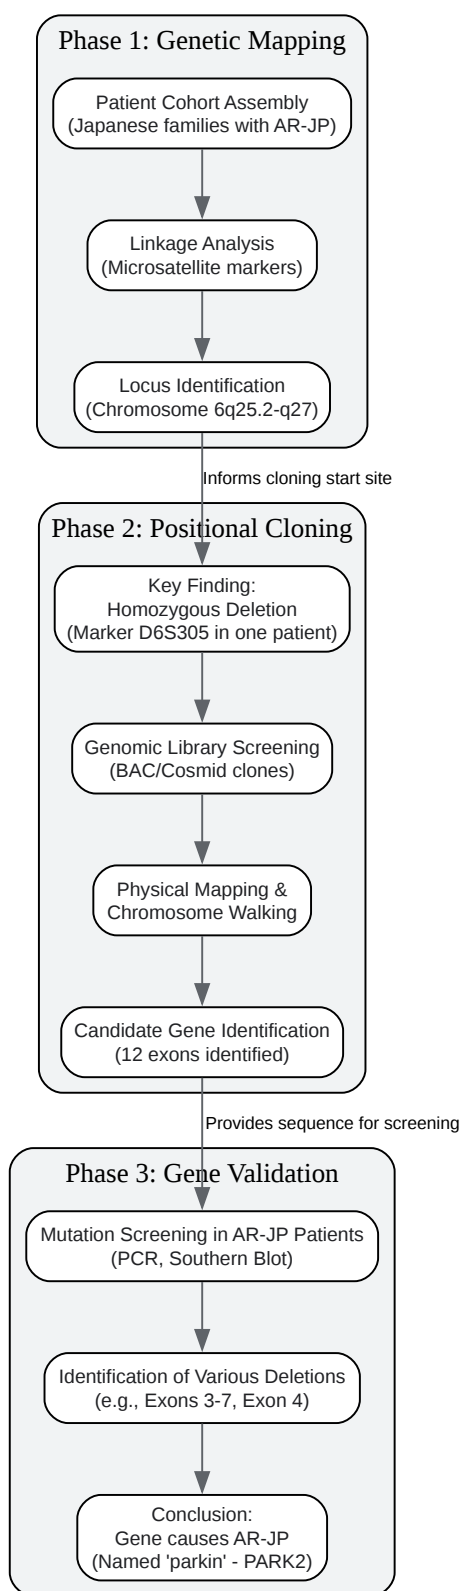 Phase 1: Genetic Mapping
Patient Cohort Assembly
(Japanese families with AR-JP)
Linkage Analysis
(Microsatellite markers)
Locus Identification
(Chromosome 6q25.2-q27)
Informs cloning start site
Phase 2: Positional Cloning
Key Finding:
Homozygous Deletion
(Marker D6S305 in one patient)
Genomic Library Screening
(BAC/Cosmid clones)
Physical Mapping &
Chromosome Walking
Candidate Gene Identification
(12 exons identified)
Provides sequence for screening
Phase 3: Gene Validation
Mutation Screening in AR-JP Patients
(PCR, Southern Blot)
Identification of Various Deletions
(e.g., Exons 3-7, Exon 4)
Conclusion:
Gene causes AR-JP
(Named 'parkin' - PARK2)